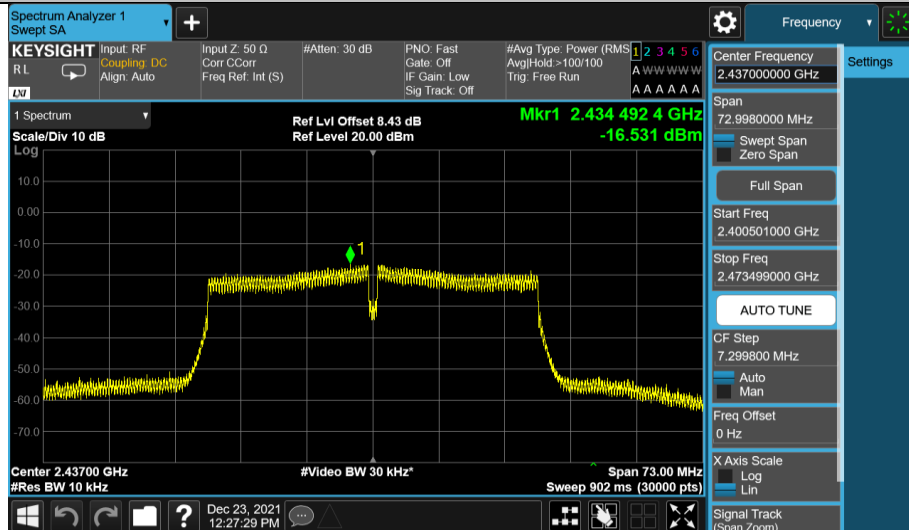 Spectrum Analyzer 1
Swept SA
Frequency
KEYSIGHT
R L
LXI
Input: RF
Coupling: DC
Align: Auto
Input Z: 50 Ω
Corr CCorr
Freq Ref: Int (S)
#Atten: 30 dB
PNO: Fast
Gate: Off
IF Gain: Low
Sig Track: Off
#Avg Type: Power (RMS
Avg|Hold:>100/100
Trig: Free Run
1 2 3 4 5 6
A W W W W W
A A A A A A
Center Frequency
2.437000000 GHz
Settings
Span
72.9980000 MHz
Swept Span
Zero Span
Full Span
Start Freq
2.400501000 GHz
Stop Freq
2.473499000 GHz
AUTO TUNE
CF Step
7.299800 MHz
Auto
Man
Freq Offset
0 Hz
X Axis Scale
Log
Lin
Signal Track
(Span Zoom)
1 Spectrum
Scale/Div 10 dB
Ref Lvl Offset 8.43 dB
Ref Level 20.00 dBm
Mkr1 2.434 492 4 GHz
-16.531 dBm
Log
10.0
0.00
-10.0
-20.0
-30.0
-40.0
-50.0
-60.0
-70.0
1
Center 2.43700 GHz
#Res BW 10 kHz
#Video BW 30 kHz*
Span 73.00 MHz
Sweep 902 ms (30000 pts)
?
Dec 23, 2021
12:27:29 PM